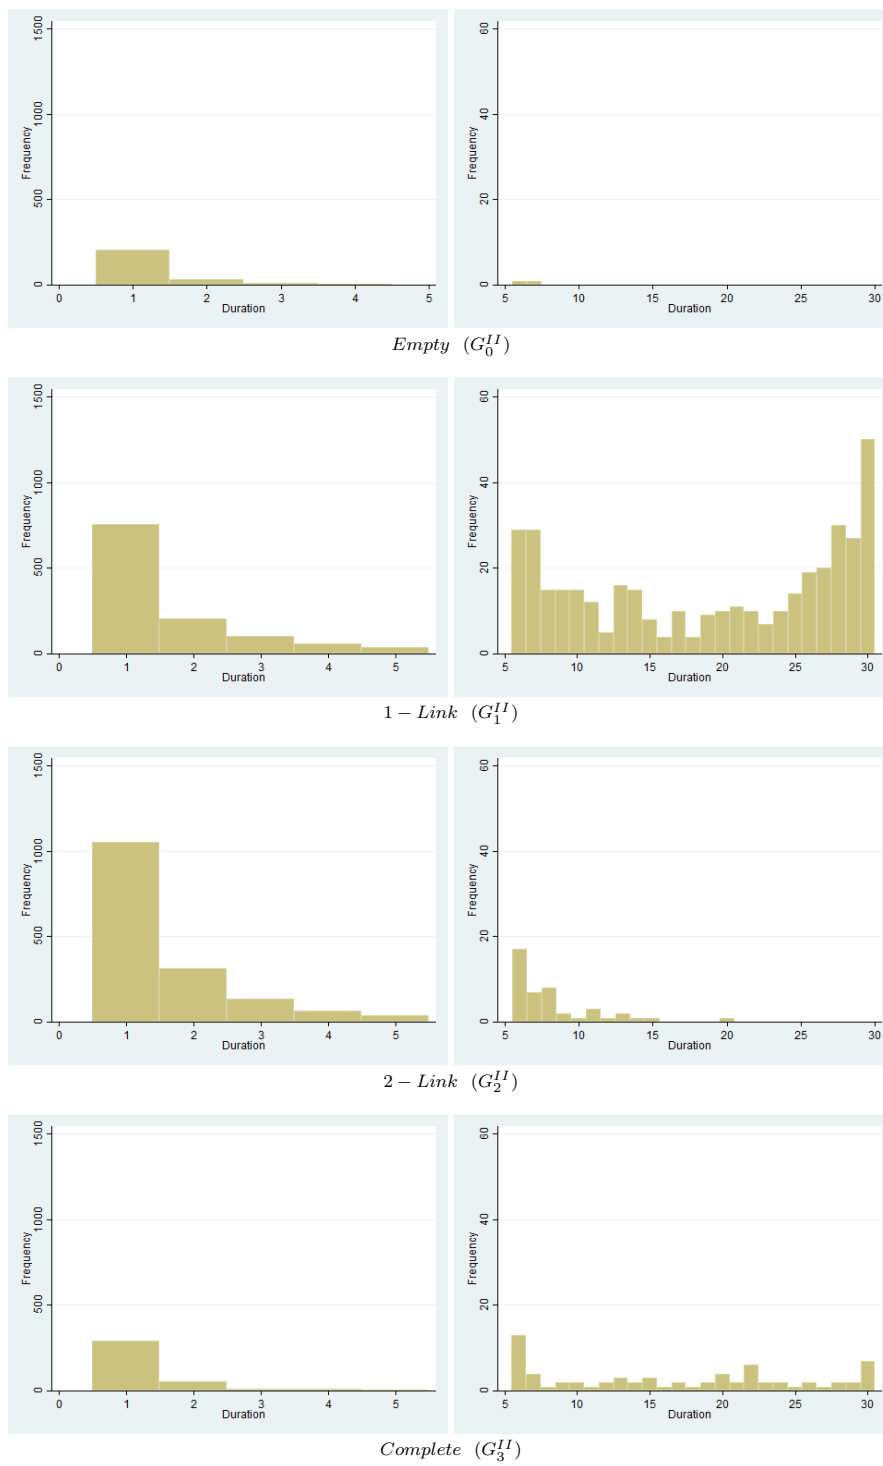 Frequency
1500
1000
500
0
0 1 2 3 4 5
Duration
Frequency
60
40
20
0
5 10 15 20 25 30
Duration
Empty (G_0^{II})
Frequency
1500
1000
500
0
0 1 2 3 4 5
Duration
Frequency
60
40
20
0
5 10 15 20 25 30
Duration
1 − Link (G_1^{II})
Frequency
1500
1000
500
0
0 1 2 3 4 5
Duration
Frequency
60
40
20
0
5 10 15 20 25 30
Duration
2 − Link (G_2^{II})
Frequency
1500
1000
500
0
0 1 2 3 4 5
Duration
Frequency
60
40
20
0
5 10 15 20 25 30
Duration
Complete (G_3^{II})